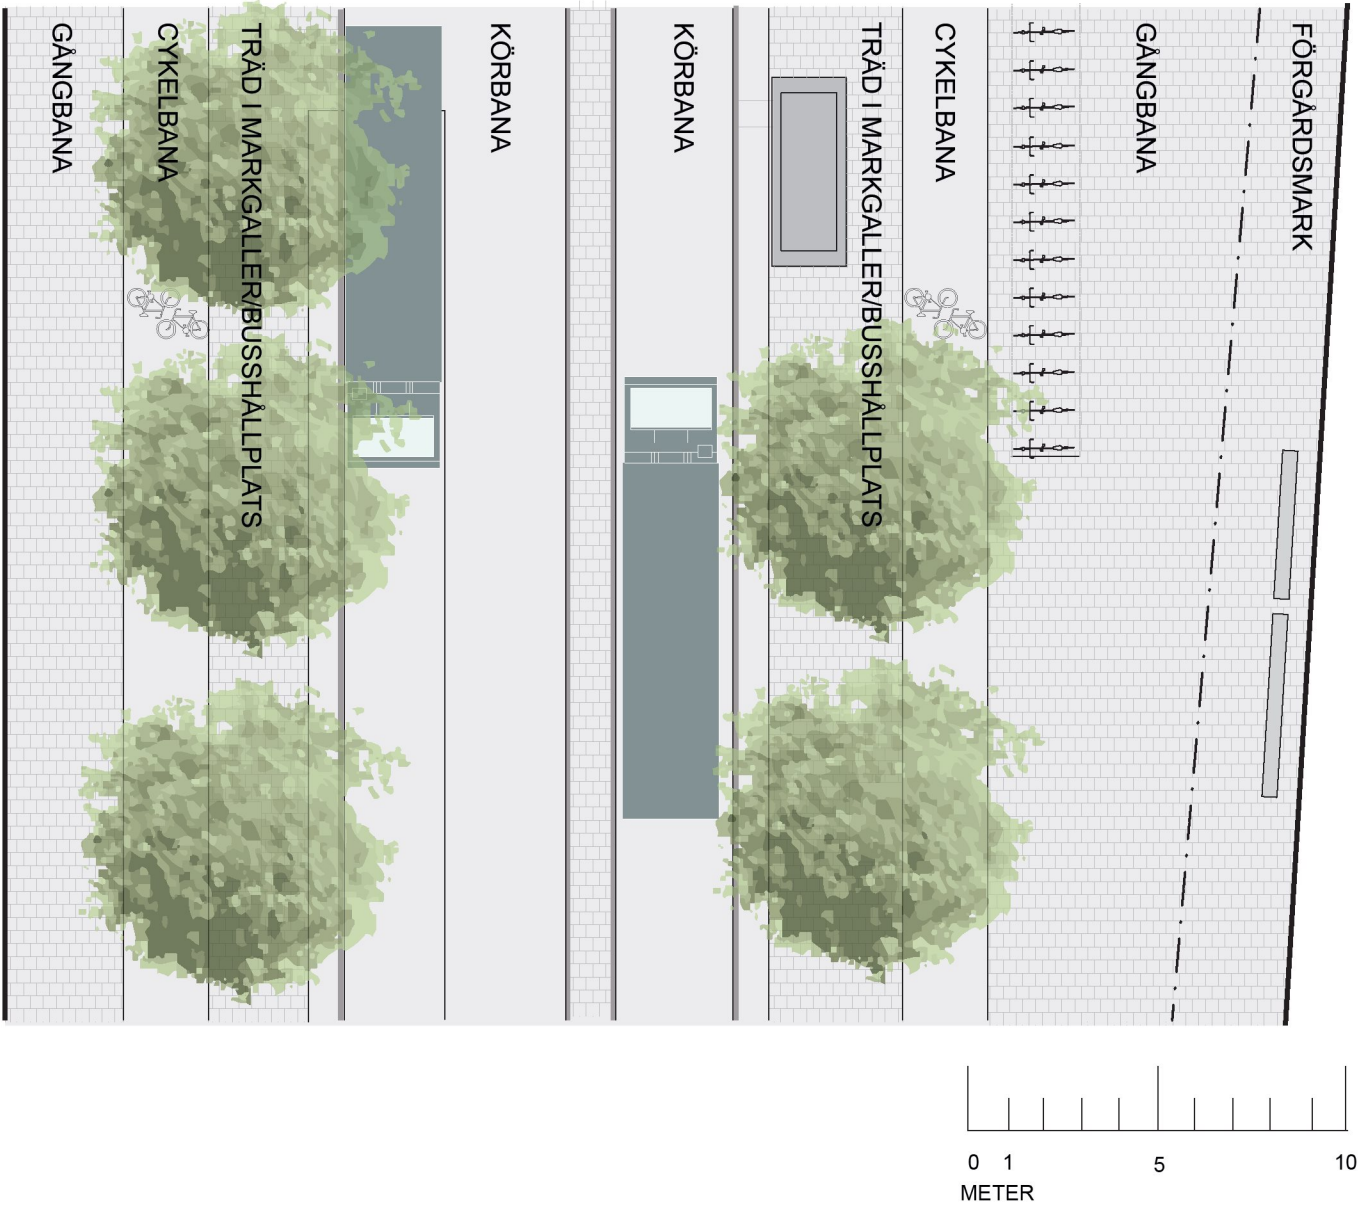 GÅNGBANA
CYKELBANA
TRÄD I MARKGALLER/BUSSHÅLLPLATS
KÖRBANA
KÖRBANA
TRÄD I MARKGALLER/BUSSHÅLLPLATS
CYKELBANA
GÅNGBANA
FÖRGÅRDSMARK
0 1 5 10
METER